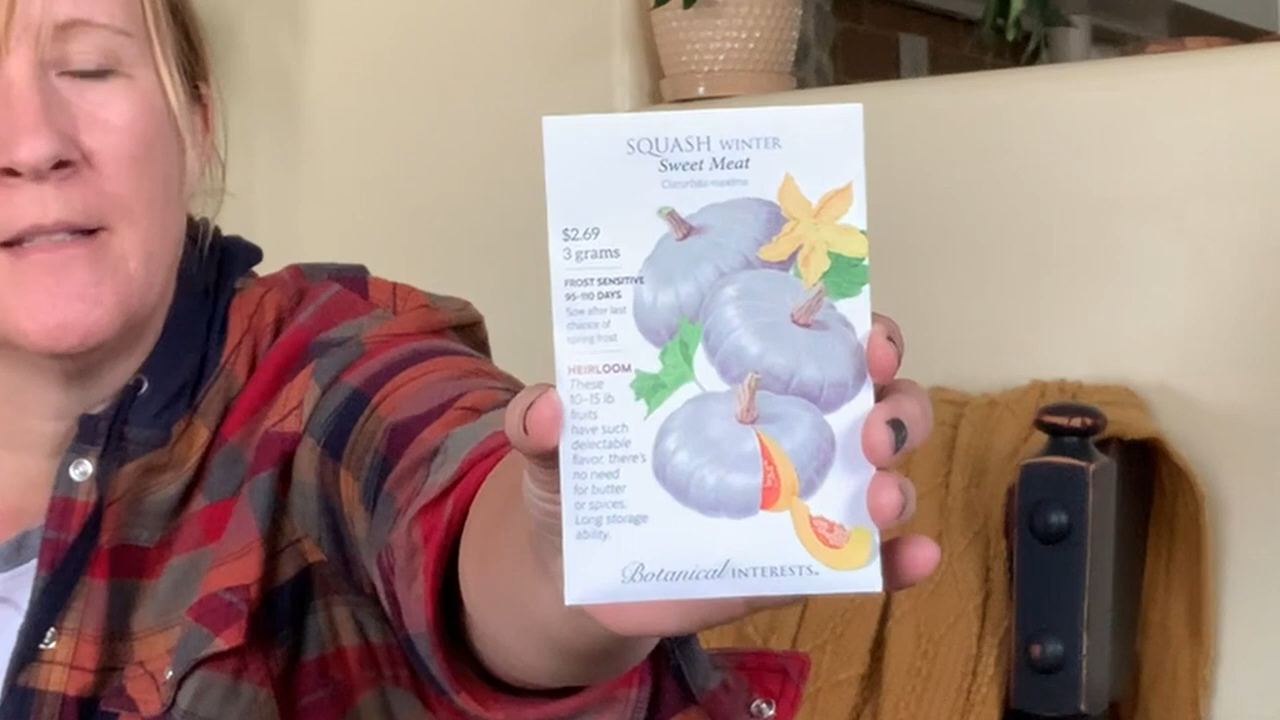 SQUASH WINTER
Sweet Meat
Cucurbita maxima
$2.69
3 grams
FROST SENSITIVE
95-110 DAYS
Sow after last
chance of
spring frost
HEIRLOOM
These
10-15 lb.
fruits
have such
delectable
flavor, there's
no need
for butter
or spices.
Long storage
ability.
Botanical INTERESTS®